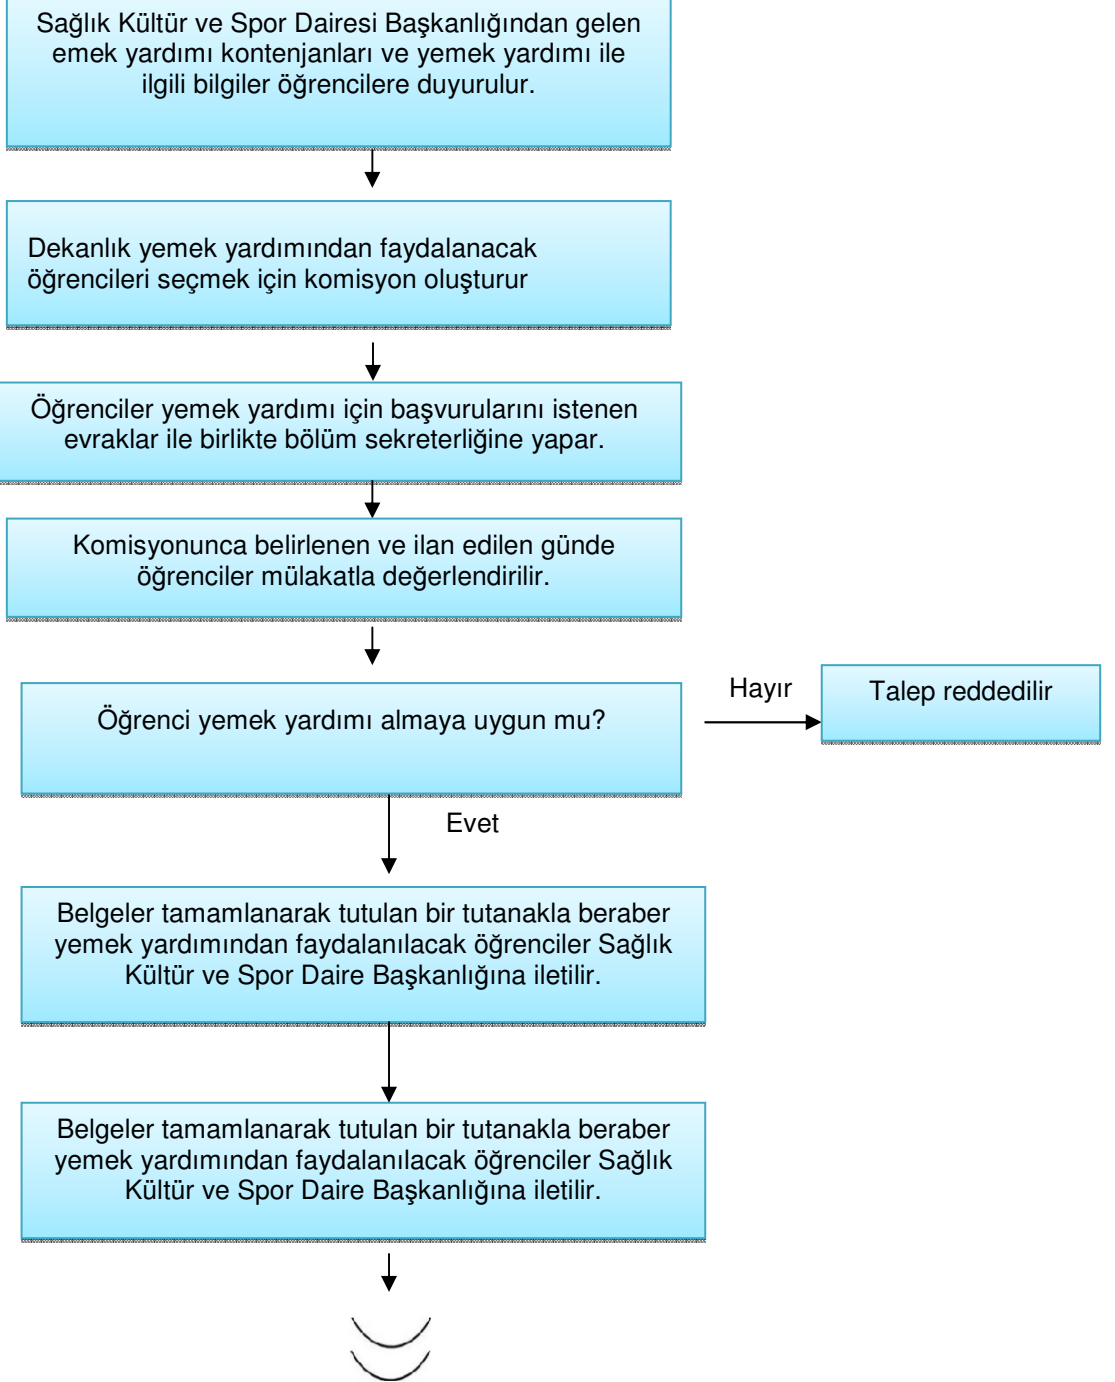 Sağlık Kültür ve Spor Dairesi Başkanlığından gelen
emek yardımı kontenjanları ve yemek yardımı ile
ilgili bilgiler öğrencilere duyurulur.
Dekanlık yemek yardımından faydalanacak
öğrencileri seçmek için komisyon oluşturur
Öğrenciler yemek yardımı için başvurularını istenen
evraklar ile birlikte bölüm sekreterliğine yapar.
Komisyonunca belirlenen ve ilan edilen günde
öğrenciler mülakatla değerlendirilir.
Öğrenci yemek yardımı almaya uygun mu?
Hayır
Talep reddedilir
Evet
Belgeler tamamlanarak tutulan bir tutanakla beraber
yemek yardımından faydalanılacak öğrenciler Sağlık
Kültür ve Spor Daire Başkanlığına iletilir.
Belgeler tamamlanarak tutulan bir tutanakla beraber
yemek yardımından faydalanılacak öğrenciler Sağlık
Kültür ve Spor Daire Başkanlığına iletilir.